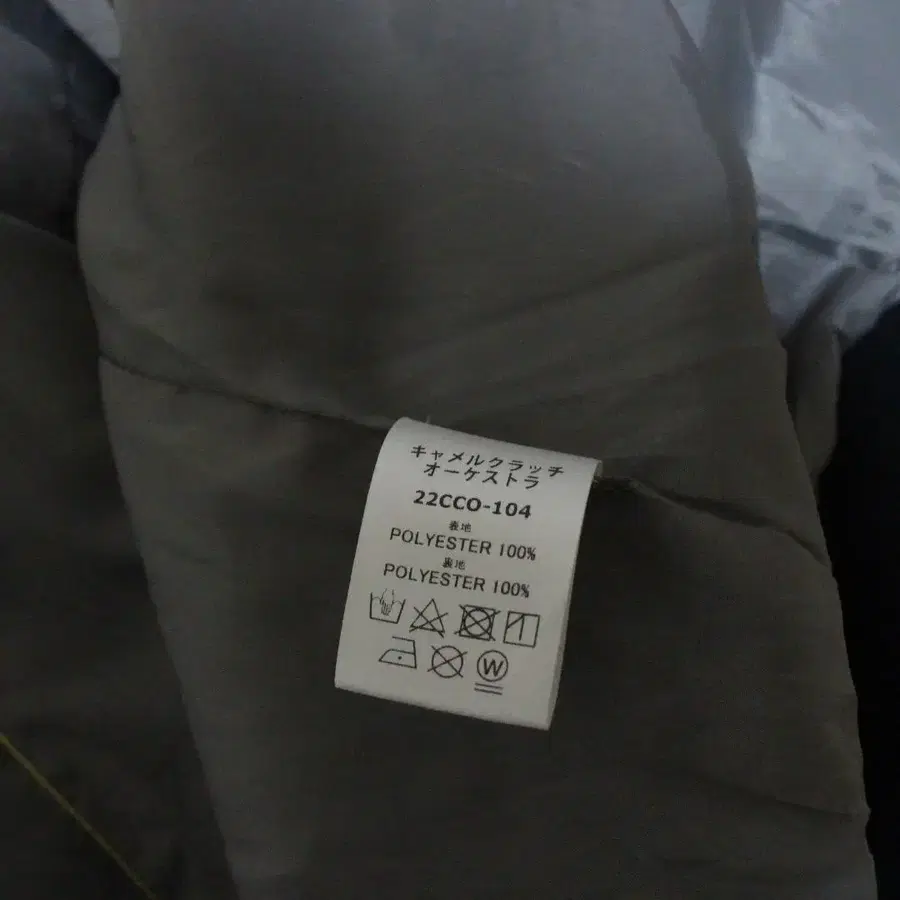 キャメルクラッチ
オーケストラ
22CCO-104
表地
POLYESTER 100%
裏地
POLYESTER 100%
W